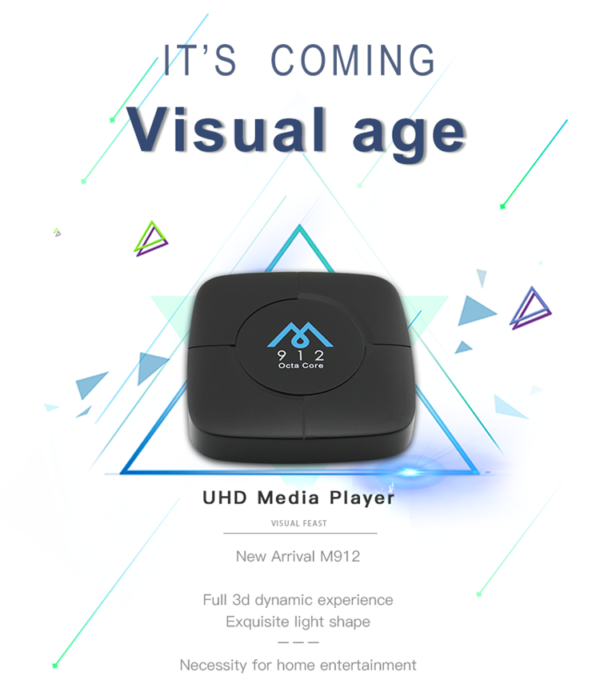 IT'S COMING
Visual age
M
912
Octa Core
UHD Media Player
VISUAL FEAST
New Arrival M912
Full 3d dynamic experience
Exquisite light shape
Necessity for home entertainment